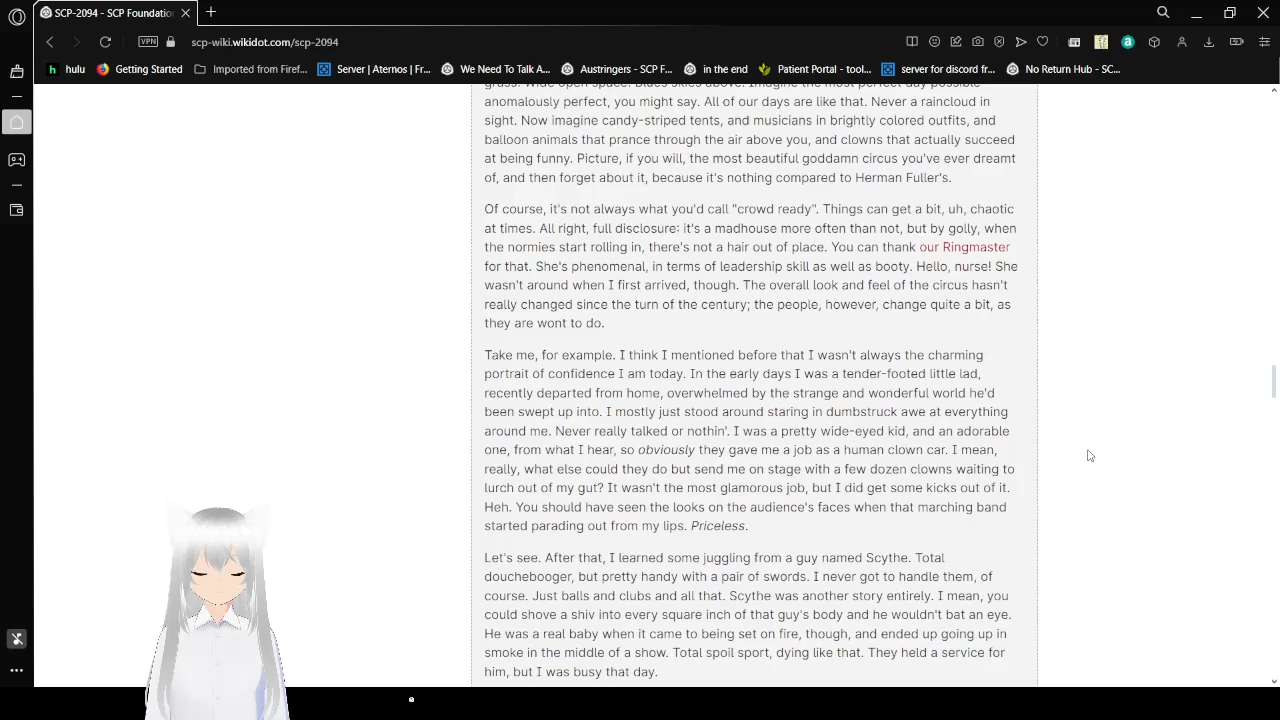 SCP-2094 - SCP Foundatio
VPN
scp-wiki.wikidot.com/scp-2094
hulu
Getting Started
Imported from Firef...
Server | Aternos | Fr...
We Need To Talk A...
Austringers - SCP F...
in the end
Patient Portal - tool...
server for discord fr...
No Return Hub - SC...
grass. Wide open space. Blues skies above. Imagine the most perfect day possible
anomalously perfect, you might say. All of our days are like that. Never a raincloud in
sight. Now imagine candy-striped tents, and musicians in brightly colored outfits, and
balloon animals that prance through the air above you, and clowns that actually succeed
at being funny. Picture, if you will, the most beautiful goddamn circus you've ever dreamt
of, and then forget about it, because it's nothing compared to Herman Fuller's.
Of course, it's not always what you'd call "crowd ready". Things can get a bit, uh, chaotic
at times. All right, full disclosure: it's a madhouse more often than not, but by golly, when
the normies start rolling in, there's not a hair out of place. You can thank our Ringmaster
for that. She's phenomenal, in terms of leadership skill as well as booty. Hello, nurse! She
wasn't around when I first arrived, though. The overall look and feel of the circus hasn't
really changed since the turn of the century; the people, however, change quite a bit, as
they are wont to do.
Take me, for example. I think I mentioned before that I wasn't always the charming
portrait of confidence I am today. In the early days I was a tender-footed little lad,
recently departed from home, overwhelmed by the strange and wonderful world he'd
been swept up into. I mostly just stood around staring in dumbstruck awe at everything
around me. Never really talked or nothin'. I was a pretty wide-eyed kid, and an adorable
one, from what I hear, so obviously they gave me a job as a human clown car. I mean,
really, what else could they do but send me on stage with a few dozen clowns waiting to
lurch out of my gut? It wasn't the most glamorous job, but I did get some kicks out of it.
Heh. You should have seen the looks on the audience's faces when that marching band
started parading out from my lips. Priceless.
Let's see. After that, I learned some juggling from a guy named Scythe. Total
douchebooger, but pretty handy with a pair of swords. I never got to handle them, of
course. Just balls and clubs and all that. Scythe was another story entirely. I mean, you
could shove a shiv into every square inch of that guy's body and he wouldn't bat an eye.
He was a real baby when it came to being set on fire, though, and ended up going up in
smoke in the middle of a show. Total spoil sport, dying like that. They held a service for
him, but I was busy that day.